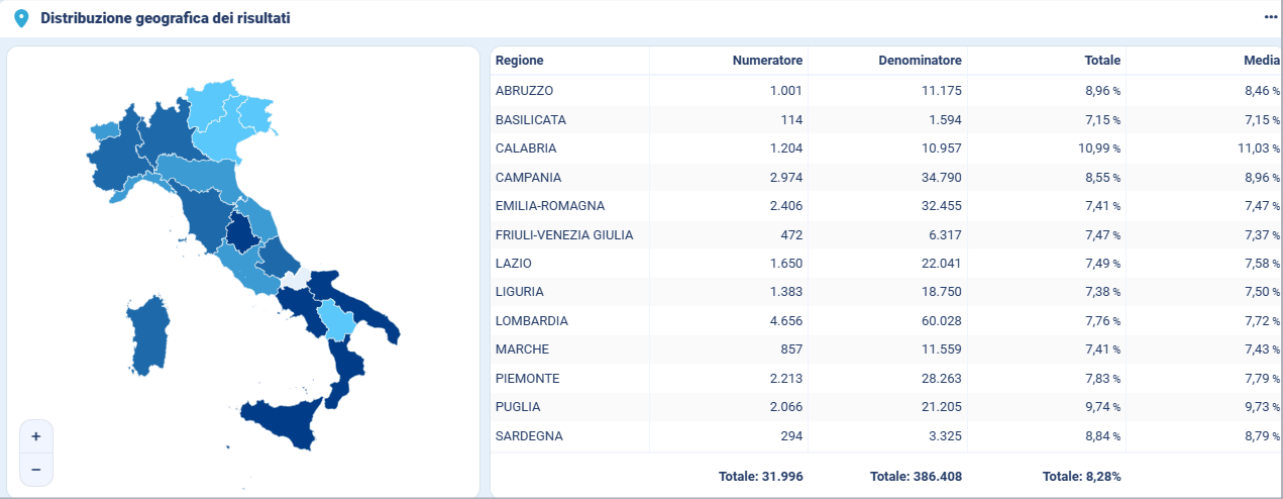 Distribuzione geografica dei risultati
Regione Numeratore Denominatore Totale Media
ABRUZZO 1.001 11.175 8,96 % 8,46 %
BASILICATA 114 1.594 7,15 % 7,15 %
CALABRIA 1.204 10.957 10,99 % 11,03 %
CAMPANIA 2.974 34.790 8,55 % 8,96 %
EMILIA-ROMAGNA 2.406 32.455 7,41 % 7,47 %
FRIULI-VENEZIA GIULIA 472 6.317 7,47 % 7,37 %
LAZIO 1.650 22.041 7,49 % 7,58 %
LIGURIA 1.383 18.750 7,38 % 7,50 %
LOMBARDIA 4.656 60.028 7,76 % 7,72 %
MARCHE 857 11.559 7,41 % 7,43 %
PIEMONTE 2.213 28.263 7,83 % 7,79 %
PUGLIA 2.066 21.205 9,74 % 9,73 %
SARDEGNA 294 3.325 8,84 % 8,79 %
Totale: 31.996 Totale: 386.408 Totale: 8,28%